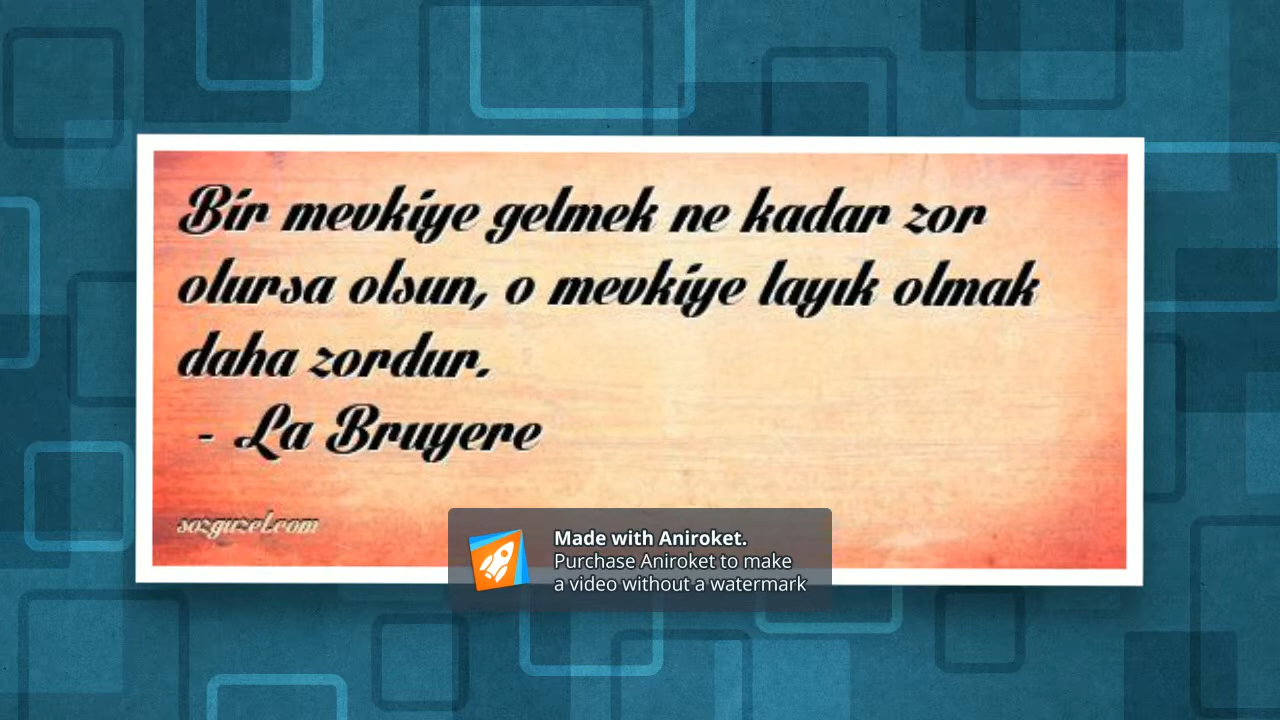 Bir mevkiye gelmek ne kadar zor
olursa olsun, o mevkiye layık olmak
daha zordur.
- La Bruyere
sozguzel.com
Made with Aniroket.
Purchase Aniroket to make
a video without a watermark